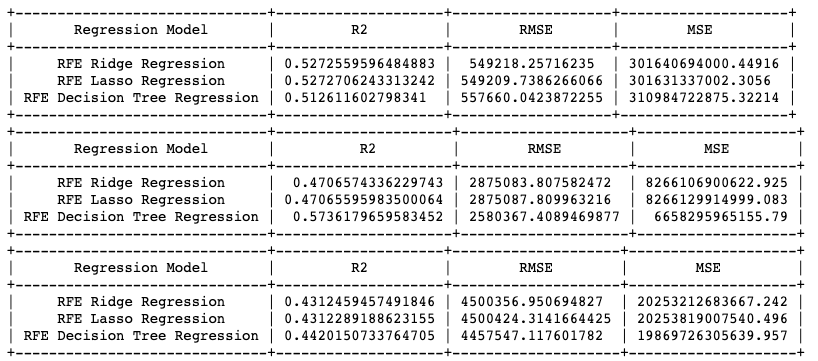 +------------------------------+--------------------+--------------------+--------------------+
| Regression Model | R2 | RMSE | MSE |
+------------------------------+--------------------+--------------------+--------------------+
| RFE Ridge Regression | 0.5272559596484883 | 549218.25716235 | 301640694000.44916 |
| RFE Lasso Regression | 0.5272706243313242 | 549209.7386266066 | 301631337002.3056 |
| RFE Decision Tree Regression | 0.512611602798341 | 557660.0423872255 | 310984722875.32214 |
+------------------------------+--------------------+--------------------+--------------------+
+------------------------------+---------------------+--------------------+--------------------+
| Regression Model | R2 | RMSE | MSE |
+------------------------------+---------------------+--------------------+--------------------+
| RFE Ridge Regression | 0.4706574336229743 | 2875083.807582472 | 8266106900622.925 |
| RFE Lasso Regression | 0.47065595983500064 | 2875087.809963216 | 8266129914999.083 |
| RFE Decision Tree Regression | 0.5736179659583452 | 2580367.4089469877 | 6658295965155.79 |
+------------------------------+---------------------+--------------------+--------------------+
+------------------------------+--------------------+--------------------+--------------------+
| Regression Model | R2 | RMSE | MSE |
+------------------------------+--------------------+--------------------+--------------------+
| RFE Ridge Regression | 0.4312459457491846 | 4500356.950694827 | 20253212683667.242 |
| RFE Lasso Regression | 0.4312289188623155 | 4500424.3141664425 | 20253819007540.496 |
| RFE Decision Tree Regression | 0.4420150733764705 | 4457547.117601782 | 19869726305639.957 |
+------------------------------+--------------------+--------------------+--------------------+